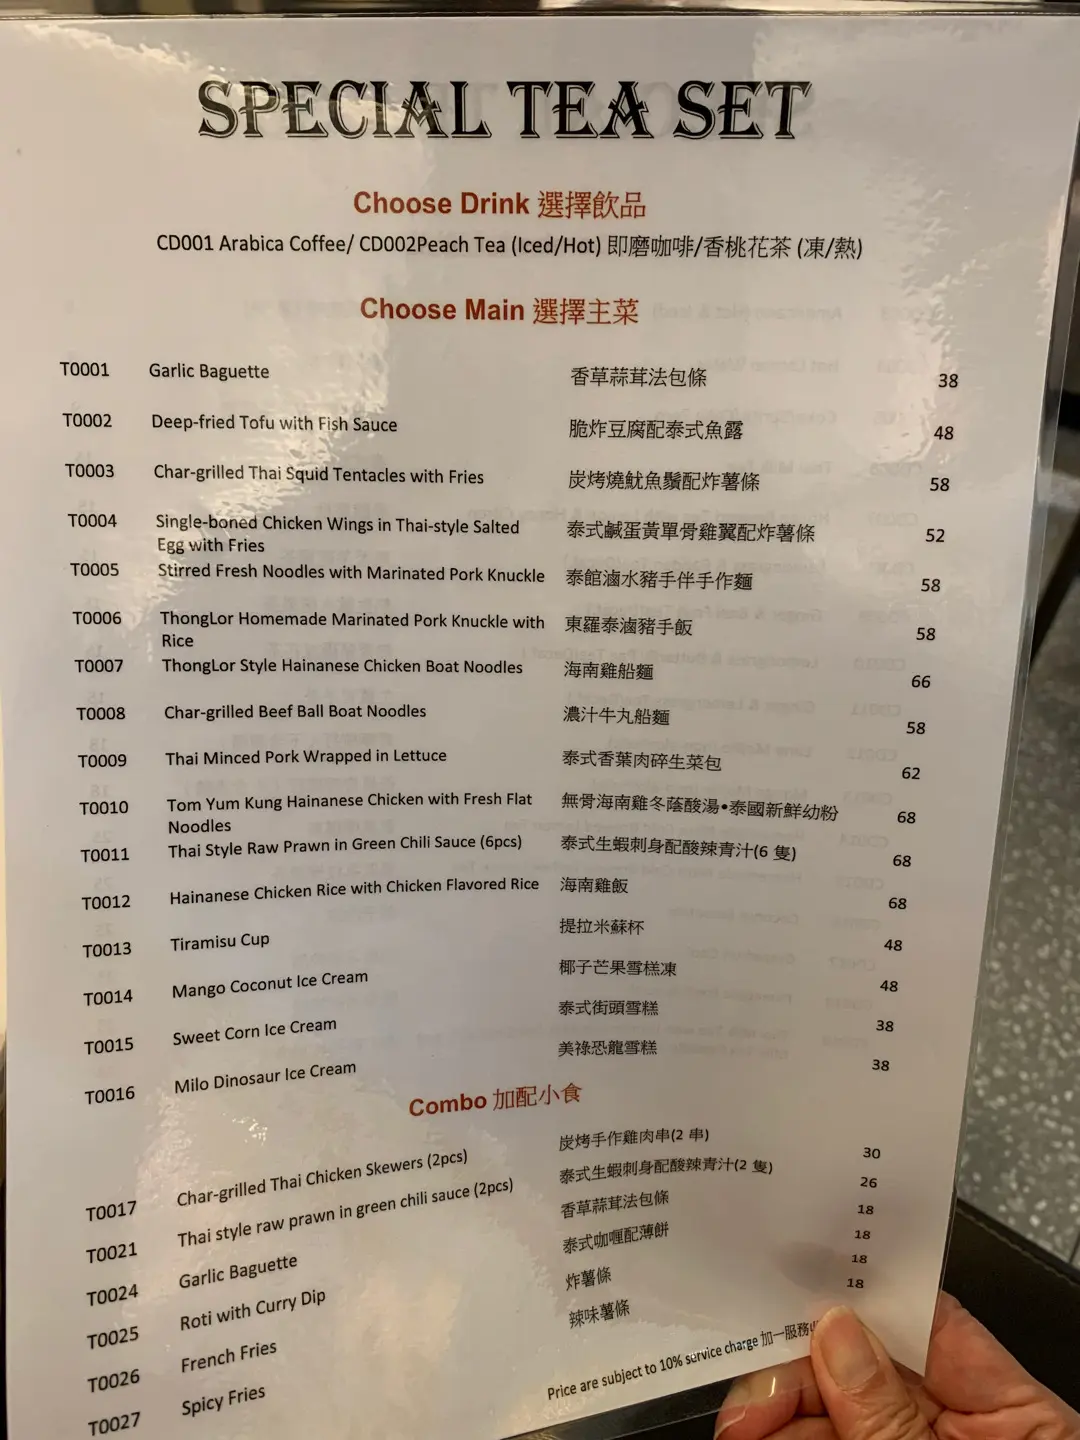 SPECIAL TEA SET
Choose Drink 選擇飲品
CD001 Arabica Coffee/ CD002Peach Tea (Iced/Hot) 即磨咖啡/香桃花茶 (凍/熱)
Choose Main 選擇主菜
T0001 Garlic Baguette 香草蒜茸法包條 38
T0002 Deep-fried Tofu with Fish Sauce 脆炸豆腐配泰式魚露 48
T0003 Char-grilled Thai Squid Tentacles with Fries 炭烤燒魷魚鬚配炸薯條 58
T0004 Single-boned Chicken Wings in Thai-style Salted 泰式鹹蛋黃單骨雞翼配炸薯條 52
Egg with Fries
T0005 Stirred Fresh Noodles with Marinated Pork Knuckle 泰館滷水豬手伴手作麵 58
T0006 ThongLor Homemade Marinated Pork Knuckle with 東羅泰滷豬手飯 58
Rice
T0007 ThongLor Style Hainanese Chicken Boat Noodles 海南雞船麵 66
T0008 Char-grilled Beef Ball Boat Noodles 濃汁牛丸船麵 58
T0009 Thai Minced Pork Wrapped in Lettuce 泰式香葉肉碎生菜包 62
T0010 Tom Yum Kung Hainanese Chicken with Fresh Flat 無骨海南雞冬蔭酸湯•泰國新鮮幼粉 68
Noodles
T0011 Thai Style Raw Prawn in Green Chili Sauce (6pcs) 泰式生蝦刺身配酸辣青汁(6 隻) 68
T0012 Hainanese Chicken Rice with Chicken Flavored Rice 海南雞飯 68
T0013 Tiramisu Cup 提拉米蘇杯 48
T0014 Mango Coconut Ice Cream 椰子芒果雪糕凍 48
T0015 Sweet Corn Ice Cream 泰式街頭雪糕 38
T0016 Milo Dinosaur Ice Cream 美祿恐龍雪糕 38
Combo 加配小食
T0017 Char-grilled Thai Chicken Skewers (2pcs) 炭烤手作雞肉串(2 串) 30
T0021 Thai style raw prawn in green chili sauce (2pcs) 泰式生蝦刺身配酸辣青汁(2 隻) 26
T0024 Garlic Baguette 香草蒜茸法包條 18
T0025 Roti with Curry Dip 泰式咖喱配薄餅 18
T0026 French Fries 炸薯條 18
T0027 Spicy Fries 辣味薯條 18
Price are subject to 10% service charge 加一服務